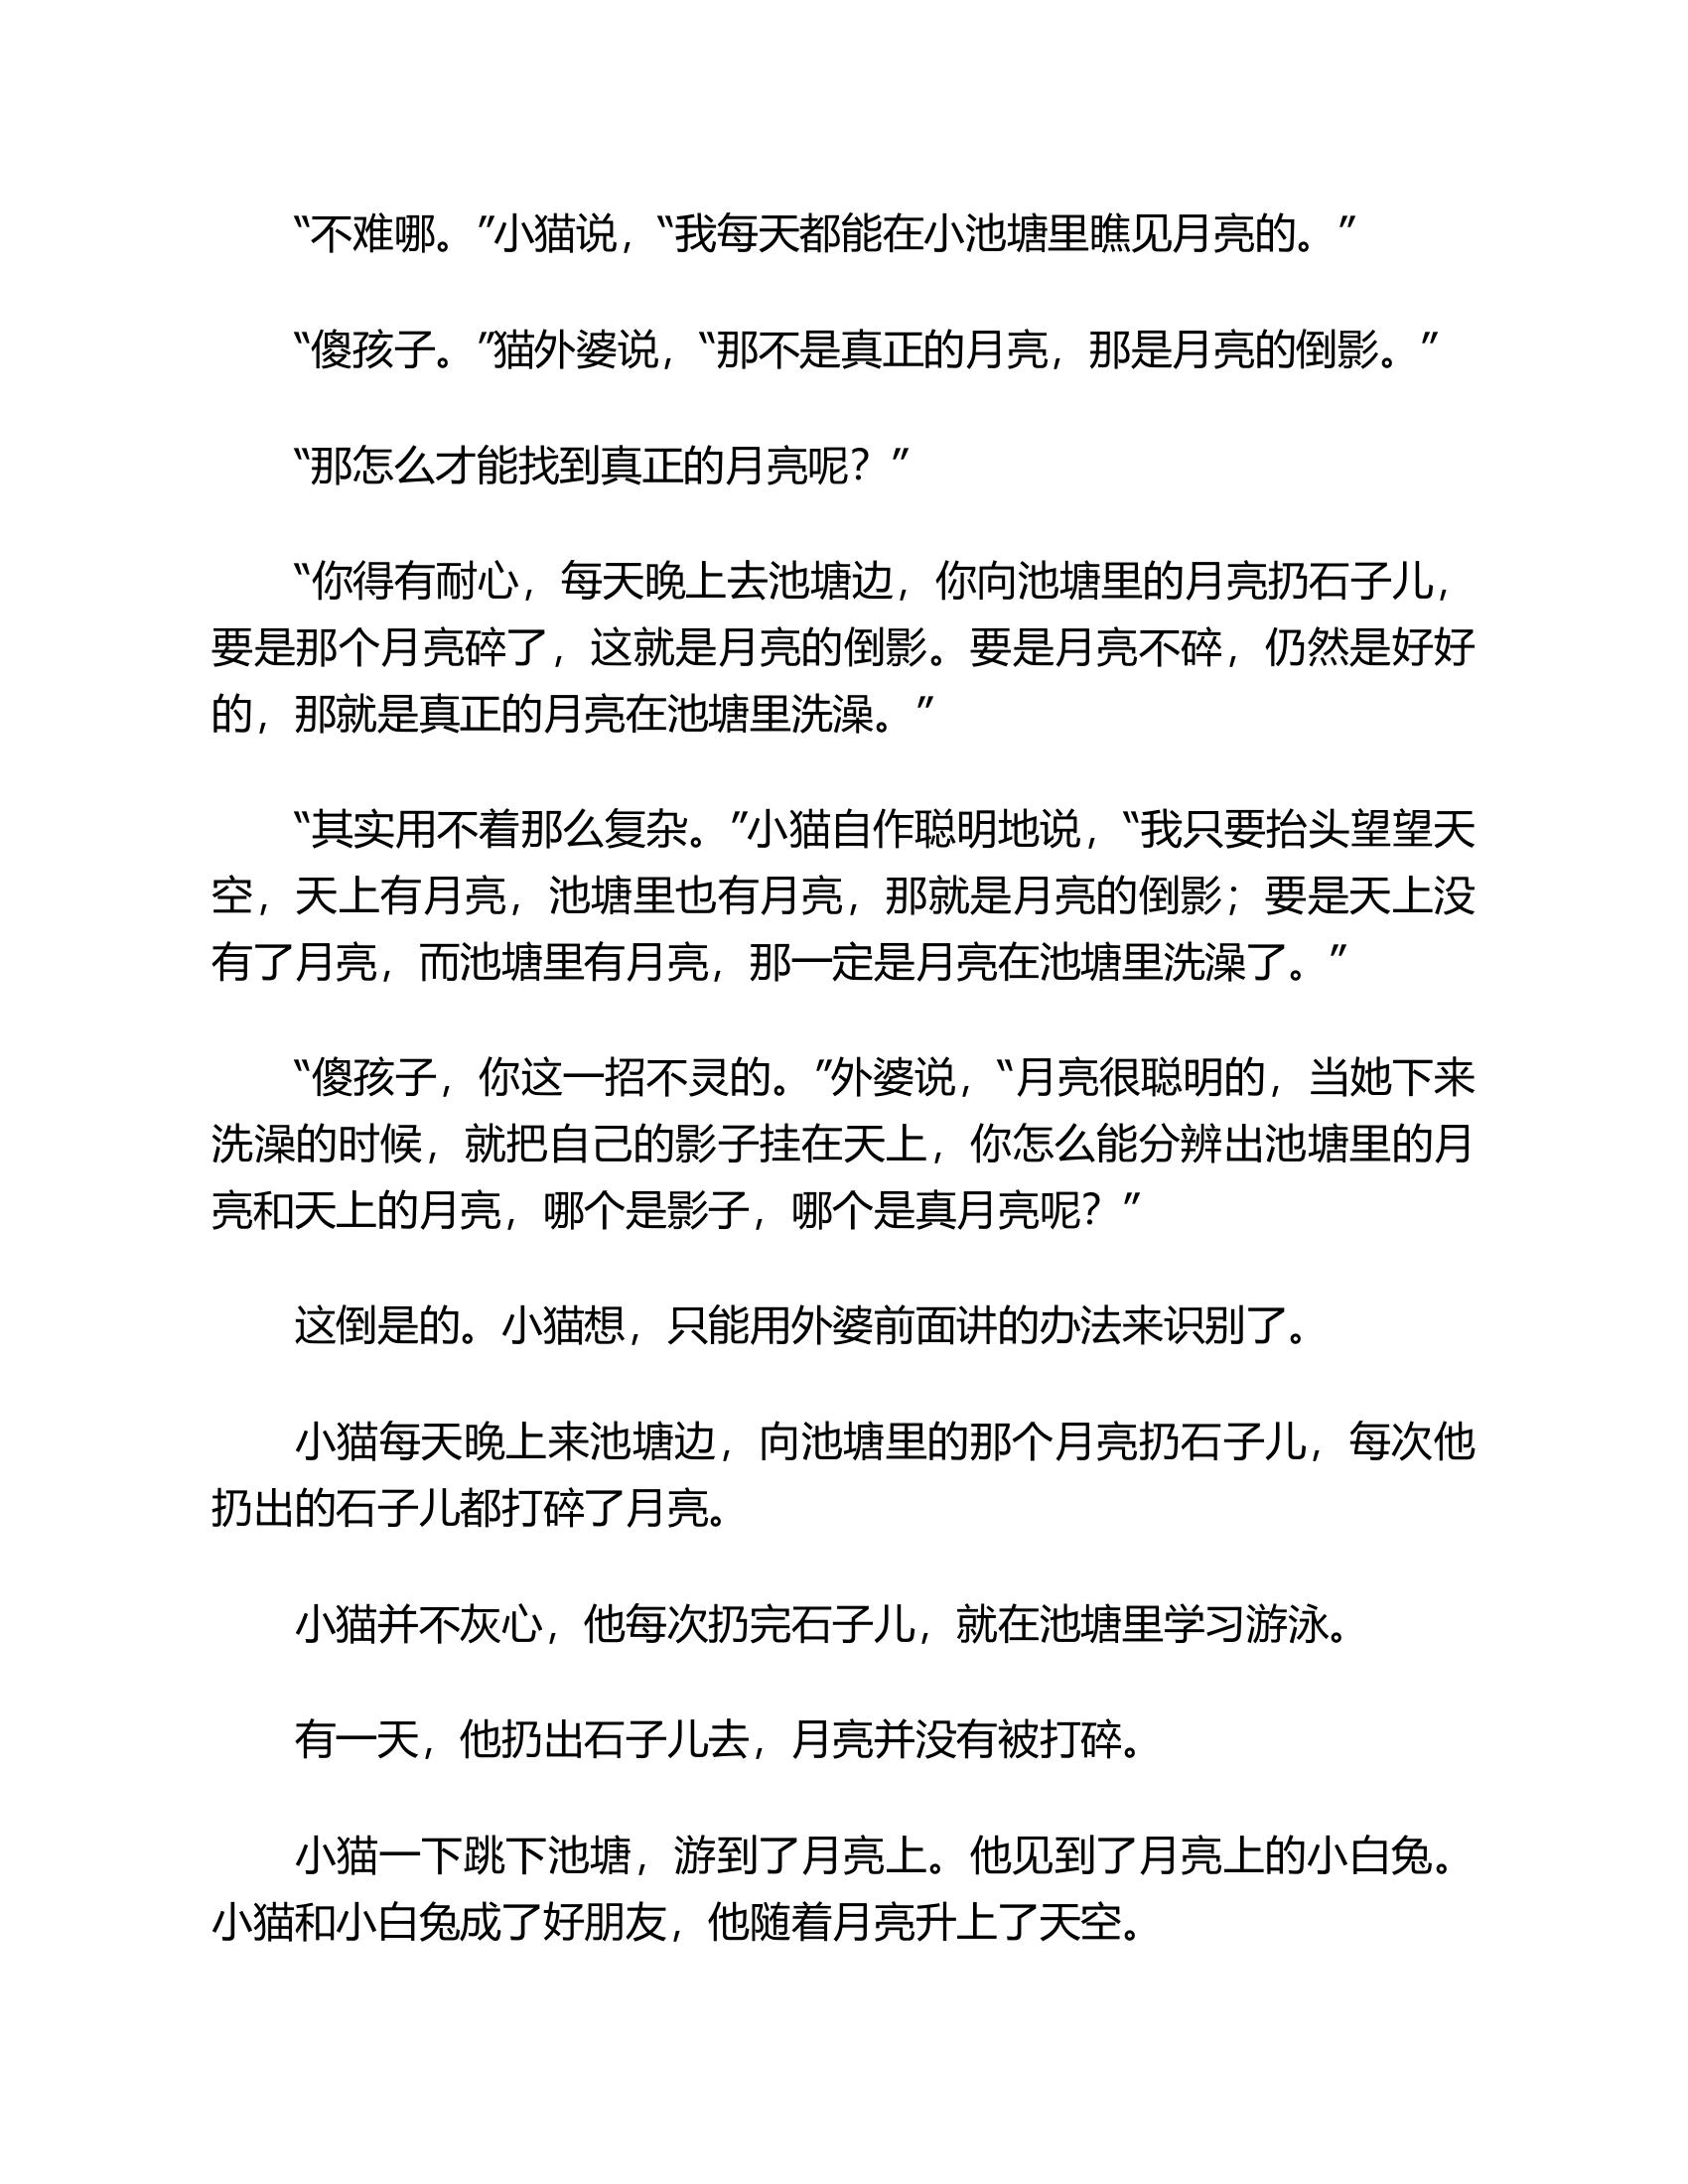 “不难哪。”小猫说，“我每天都能在小池塘里瞧见月亮的。”
“傻孩子。”猫外婆说，“那不是真正的月亮，那是月亮的倒影。”
“那怎么才能找到真正的月亮呢？”
“你得有耐心，每天晚上去池塘边，你向池塘里的月亮扔石子儿，
要是那个月亮碎了，这就是月亮的倒影。要是月亮不碎，仍然是好好
的，那就是真正的月亮在池塘里洗澡。”
“其实用不着那么复杂。”小猫自作聪明地说，“我只要抬头望望天
空，天上有月亮，池塘里也有月亮，那就是月亮的倒影；要是天上没
有了月亮，而池塘里有月亮，那一定是月亮在池塘里洗澡了。”
“傻孩子，你这一招不灵的。”外婆说，“月亮很聪明的，当她下来
洗澡的时候，就把自己的影子挂在天上，你怎么能分辨出池塘里的月
亮和天上的月亮，哪个是影子，哪个是真月亮呢？”
这倒是的。小猫想，只能用外婆前面讲的办法来识别了。
小猫每天晚上来池塘边，向池塘里的那个月亮扔石子儿，每次他
扔出的石子儿都打碎了月亮。
小猫并不灰心，他每次扔完石子儿，就在池塘里学习游泳。
有一天，他扔出石子儿去，月亮并没有被打碎。
小猫一下跳下池塘，游到了月亮上。他见到了月亮上的小白兔。
小猫和小白兔成了好朋友，他随着月亮升上了天空。